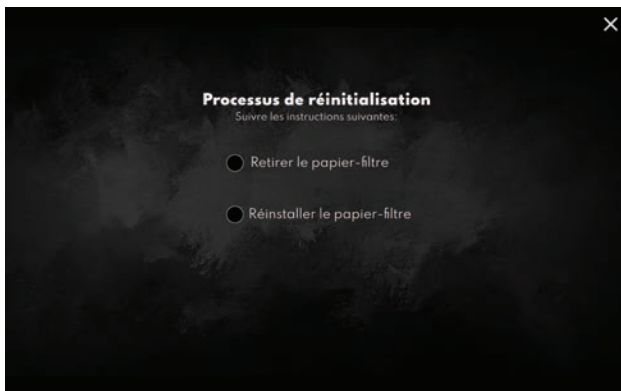 Processus de réinitialisation
Suivre les instructions suivantes:
Retirer le papier-filtre
Réinstaller le papier-filtre